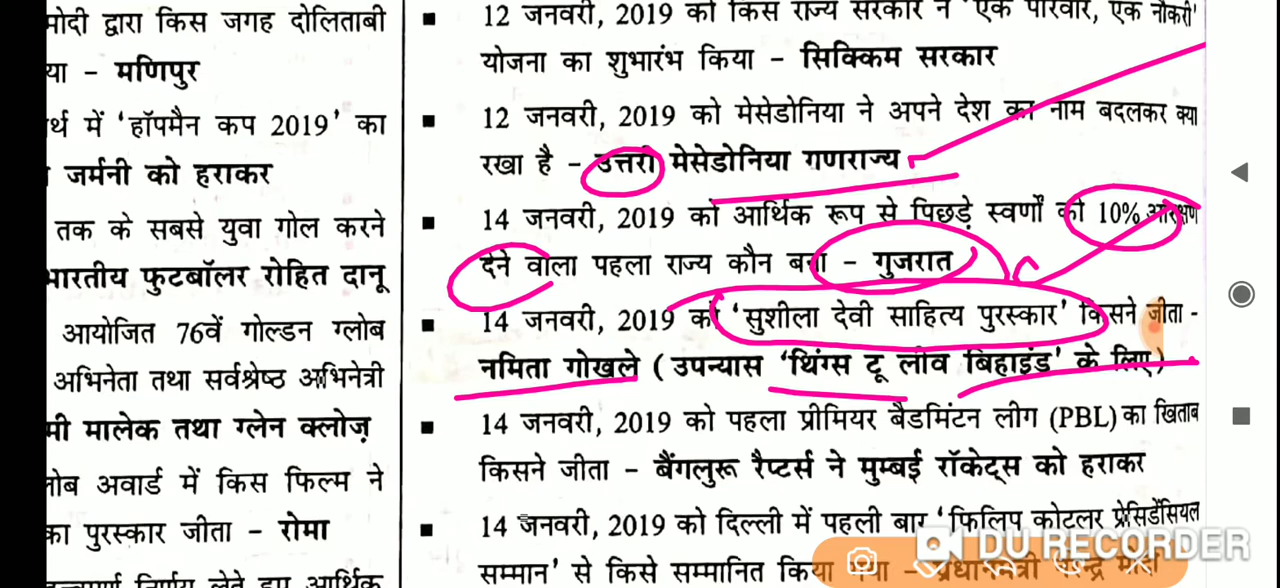 मोदी द्वारा किस जगह दोलिताबी
या – मणिपुर
र्थ में ‘हॉपमैन कप 2019’ का
जर्मनी को हराकर
तक के सबसे युवा गोल करने
भारतीय फुटबॉलर रोहित दानू
आयोजित 76वें गोल्डन ग्लोब
अभिनेता तथा सर्वश्रेष्ठ अभिनेत्री
मी मालेक तथा ग्लेन क्लोज़
लोब अवार्ड में किस फिल्म ने
का पुरस्कार जीता – रोमा
निर्णय लेते हुए आर्थिक
▪ 12 जनवरी, 2019 को किस राज्य सरकार ने ‘एक परिवार, एक नौकरी’
योजना का शुभारंभ किया – सिक्किम सरकार
▪ 12 जनवरी, 2019 को मेसेडोनिया ने अपने देश का नाम बदलकर क्या
रखा है – उत्तरी मेसेडोनिया गणराज्य
▪ 14 जनवरी, 2019 को आर्थिक रूप से पिछड़े स्वर्णों को 10% आरक्षण
देने वाला पहला राज्य कौन बना – गुजरात
▪ 14 जनवरी, 2019 को ‘सुशीला देवी साहित्य पुरस्कार’ किसने जीता -
नमिता गोखले (उपन्यास ‘थिंग्स टू लीव बिहाइंड’ के लिए)
▪ 14 जनवरी, 2019 को पहला प्रीमियर बैडमिंटन लीग (PBL) का खिताब
किसने जीता – बैंगलुरू रैप्टर्स ने मुम्बई रॉकेट्स को हराकर
▪ 14 जनवरी, 2019 को दिल्ली में पहली बार ‘फिलिप कोटलर प्रेसिडेंसियल
सम्मान’ से किसे सम्मानित किया गया – प्रधानमंत्री नरेन्द्र मोदी
DU RECORDER